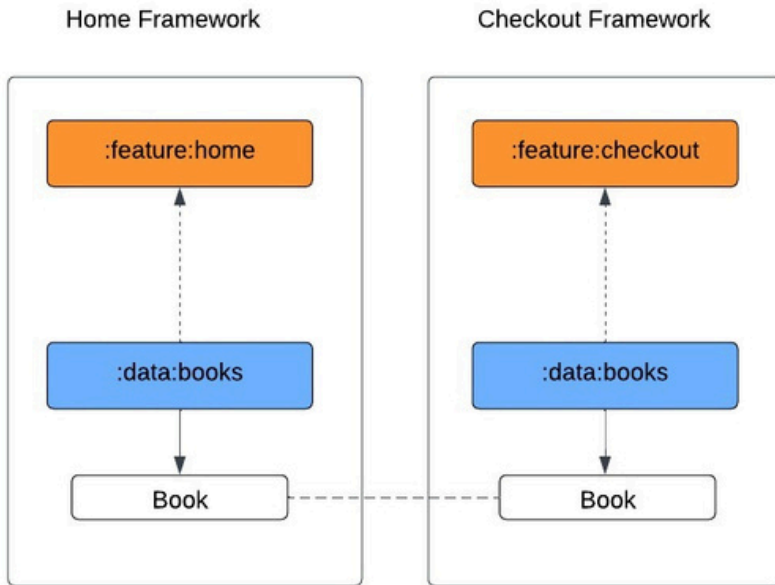 Home Framework
Checkout Framework
:feature:home
:feature:checkout
:data:books
:data:books
Book
Book